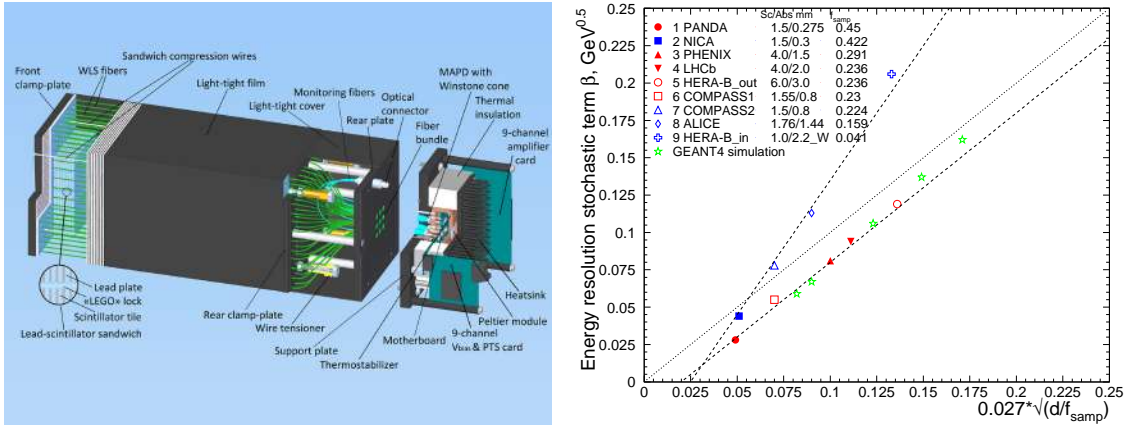 Sandwich compression wires
WLS fibers
Front
clamp-plate
Light-tight film
Light-tight cover
Monitoring fibers
Optical
connector
Rear plate
Fiber
bundle
MAPD with
Winstone cone
Thermal
insulation
9-channel
amplifier
card
Lead plate
«LEGO» lock
Scintillator tile
Lead-scintillator sandwich
Rear clamp-plate
Wire tensioner
Support plate
Thermostabilizer
Motherboard
9-channel
Vbias & PTS card
Peltier module
Heatsink
Energy resolution stochastic term β, GeV^0.5
0.25
0.225
0.2
0.175
0.15
0.125
0.1
0.075
0.05
0.025
0
Sc/Abs mm f_samp
1 PANDA 1.5/0.275 0.45
2 NICA 1.5/0.3 0.422
3 PHENIX 4.0/1.5 0.291
4 LHCb 4.0/2.0 0.236
5 HERA-B_out 6.0/3.0 0.236
6 COMPASS1 1.55/0.8 0.23
7 COMPASS2 1.5/0.8 0.224
8 ALICE 1.76/1.44 0.159
9 HERA-B_in 1.0/2.2_W 0.041
GEANT4 simulation
0 0.025 0.05 0.075 0.1 0.125 0.15 0.175 0.2 0.225 0.25
0.027*√(d/f_samp)